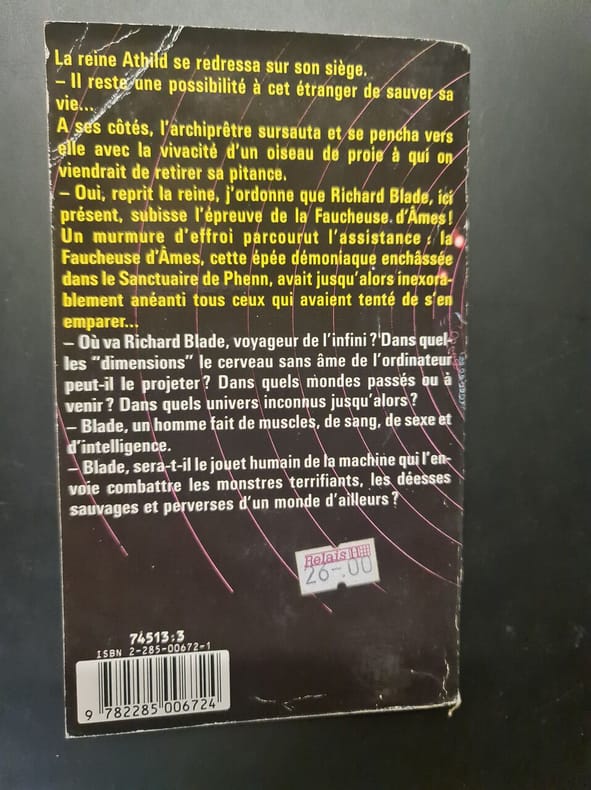 La reine Athild se redressa sur son siège.
– Il reste une possibilité à cet étranger de sauver sa
vie...
A ses côtés, l'archiprêtre sursauta et se pencha vers
elle avec la vivacité d'un oiseau de proie à qui on
viendrait de retirer sa pitance.
– Oui, reprit la reine, j'ordonne que Richard Blade, ici
présent, subisse l'épreuve de la Faucheuse d'Âmes !
Un murmure d'effroi parcourut l'assistance : la
Faucheuse d'Âmes, cette épée démoniaque enchâssée
dans le Sanctuaire de Phenn, avait jusqu'alors inexora-
blement anéanti tous ceux qui avaient tenté de s'en
emparer...
– Où va Richard Blade, voyageur de l'infini ? Dans quel-
les "dimensions" le cerveau sans âme de l'ordinateur
peut-il le projeter ? Dans quels mondes passés ou à
venir ? Dans quels univers inconnus jusqu'alors ?
– Blade, un homme fait de muscles, de sang, de sexe et
d'intelligence.
– Blade, sera-t-il le jouet humain de la machine qui l'en-
voie combattre les monstres terrifiants, les déesses
sauvages et perverses d'un monde d'ailleurs ?
Relais H
26-.00
74513.3
ISBN 2-285-00672-1
9 782285 006724